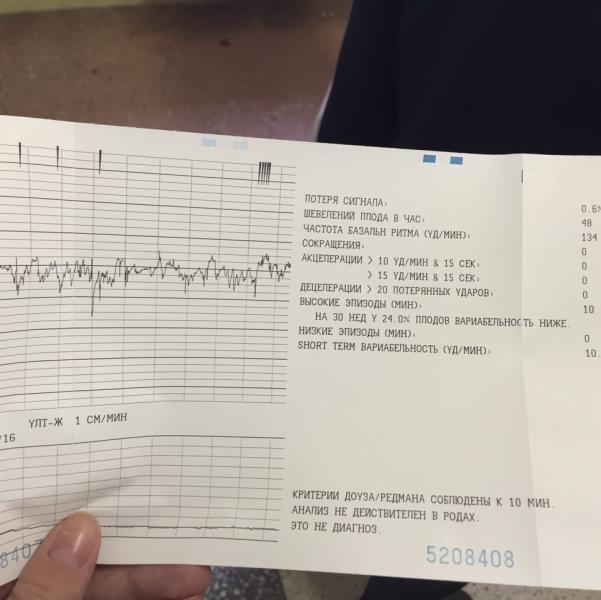 ПОТЕРЯ СИГНАЛА: 0.6%
ШЕВЕЛЕНИЙ ПЛОДА В ЧАС: 48
ЧАСТОТА БАЗАЛЬН РИТМА (УД/МИН): 134
СОКРАЩЕНИЯ: 0
АКЦЕЛЕРАЦИИ > 10 УД/МИН & 15 СЕК: 0
> 15 УД/МИН & 15 СЕК: 0
ДЕЦЕЛЕРАЦИИ > 20 ПОТЕРЯННЫХ УДАРОВ: 0
ВЫСОКИЕ ЭПИЗОДЫ (МИН): 10
НА 30 НЕД У 24.0% ПЛОДОВ ВАРИАБЕЛЬНОСТЬ НИЖЕ.
НИЗКИЕ ЭПИЗОДЫ (МИН): 0
SHORT TERM ВАРИАБЕЛЬНОСТЬ (УД/МИН): 10.
УЛТ-Ж 1 СМ/МИН
/16
КРИТЕРИИ ДОУЗА/РЕДМАНА СОБЛЮДЕНЫ К 10 МИН.
АНАЛИЗ НЕ ДЕЙСТВИТЕЛЕН В РОДАХ.
ЭТО НЕ ДИАГНОЗ.
8407
5208408